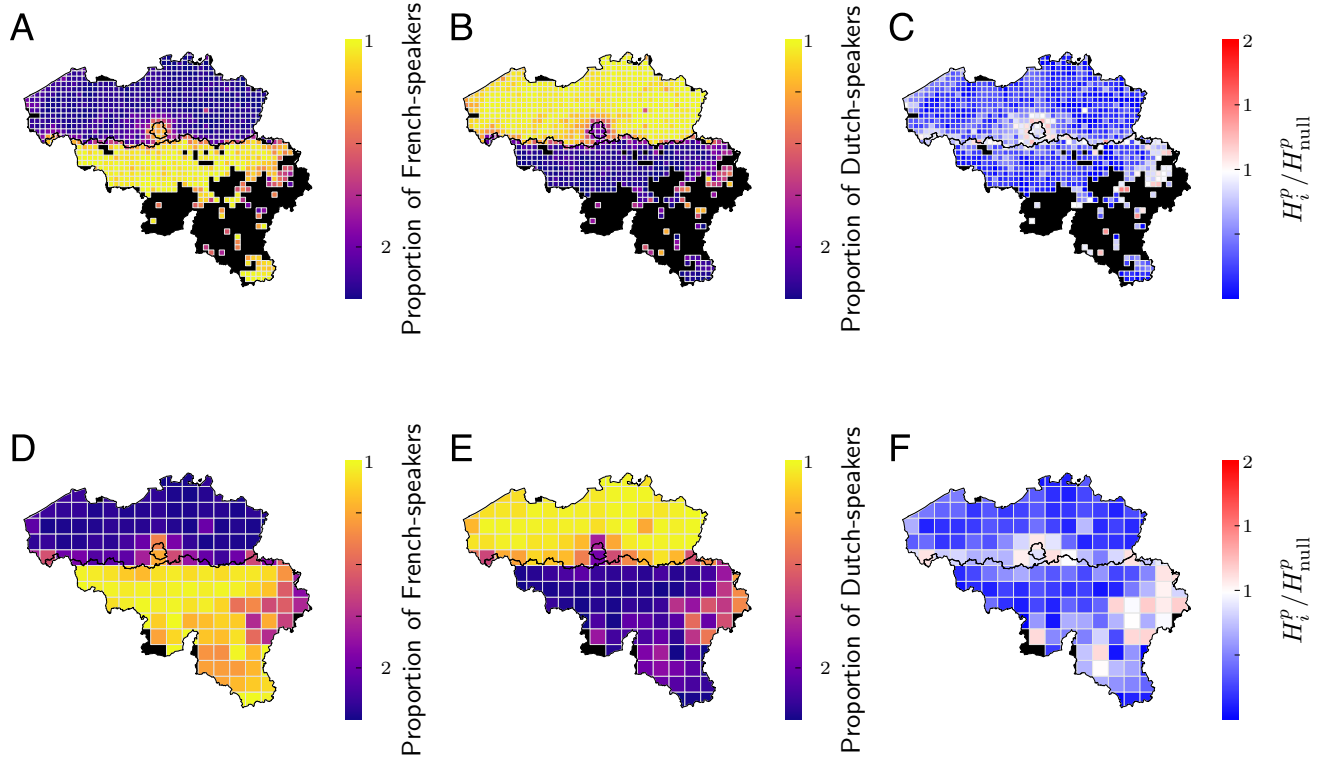 A
1
2
Proportion of French-speakers
B
1
2
Proportion of Dutch-speakers
C
2
1
1
H_i^p / H_null^p
D
1
2
Proportion of French-speakers
E
1
2
Proportion of Dutch-speakers
F
2
1
1
H_i^p / H_null^p